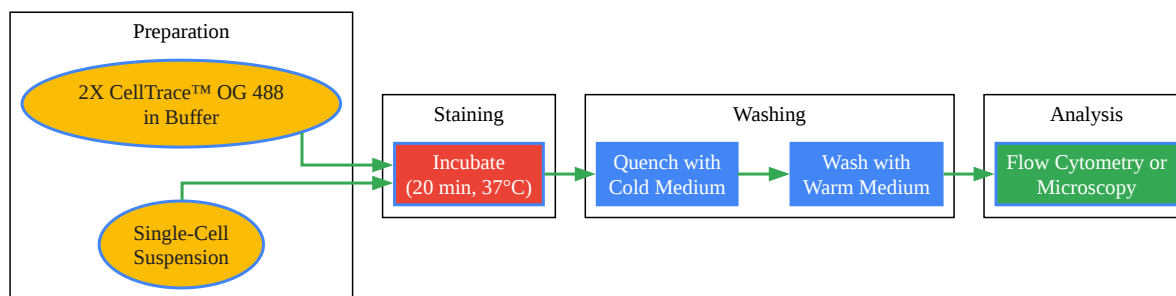 Preparation
2X CellTrace™ OG 488
in Buffer
Single-Cell
Suspension
Staining
Incubate
(20 min, 37°C)
Washing
Quench with
Cold Medium
Wash with
Warm Medium
Analysis
Flow Cytometry or
Microscopy